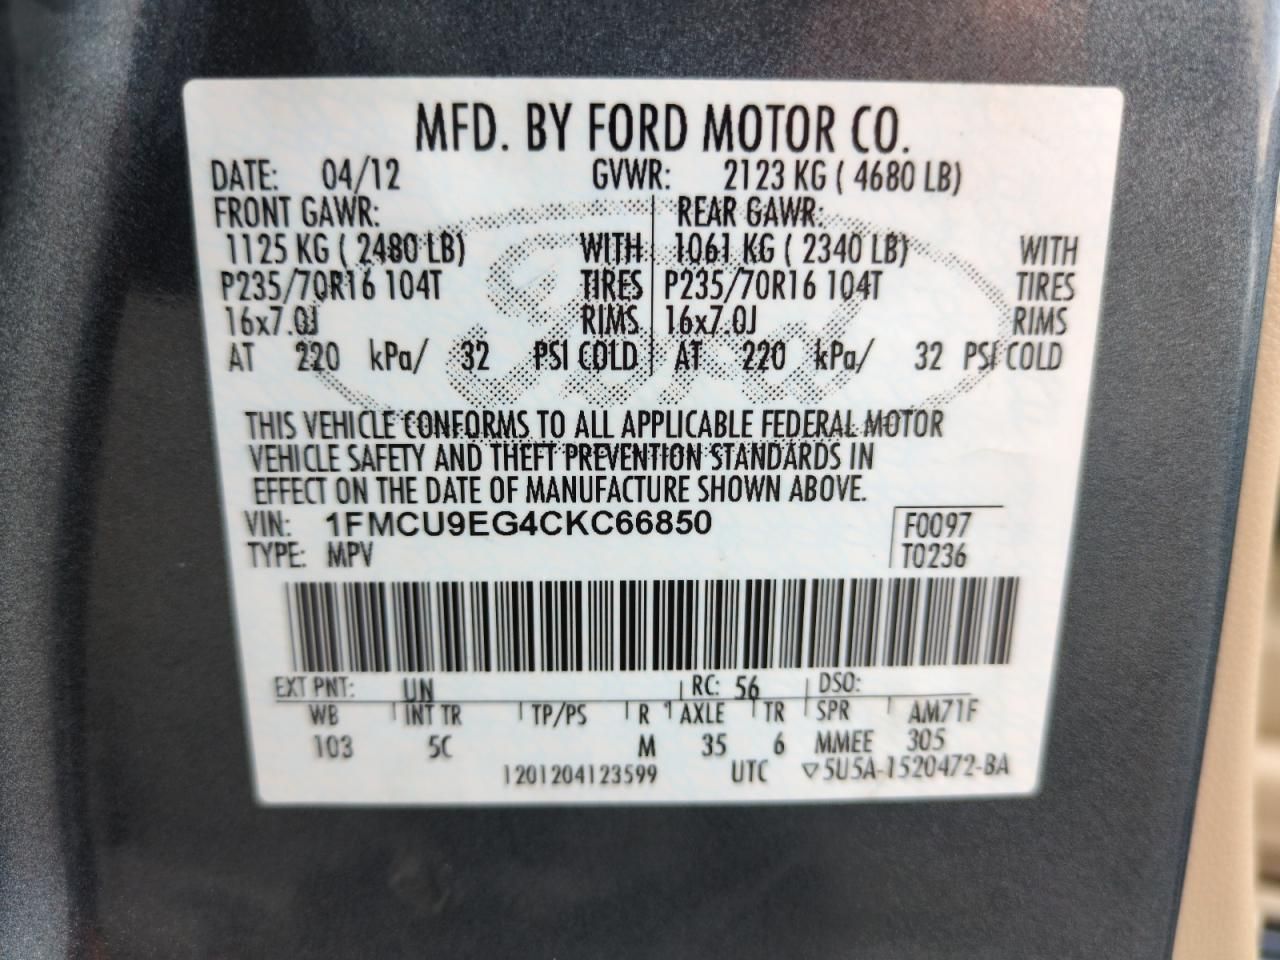 MFD. BY FORD MOTOR CO.
DATE: 04/12 GVWR: 2123 KG ( 4680 LB)
FRONT GAWR: REAR GAWR:
1125 KG ( 2480 LB) WITH 1061 KG ( 2340 LB) WITH
P235/70R16 104T TIRES P235/70R16 104T TIRES
16x7.0J RIMS 16x7.0J RIMS
AT 220 kPa/ 32 PSI COLD AT 220 kPa/ 32 PSI COLD
Ford
THIS VEHICLE CONFORMS TO ALL APPLICABLE FEDERAL MOTOR
VEHICLE SAFETY AND THEFT PREVENTION STANDARDS IN
EFFECT ON THE DATE OF MANUFACTURE SHOWN ABOVE.
VIN: 1FMCU9EG4CKC66850 F0097
TYPE: MPV T0236
EXT PNT: UN RC: 56 DSO:
WB INT TR TP/PS R AXLE TR SPR AM71F
103 5C M 35 6 MMEE 305
1201204123599 UTC ▽5U5A-1520472-BA